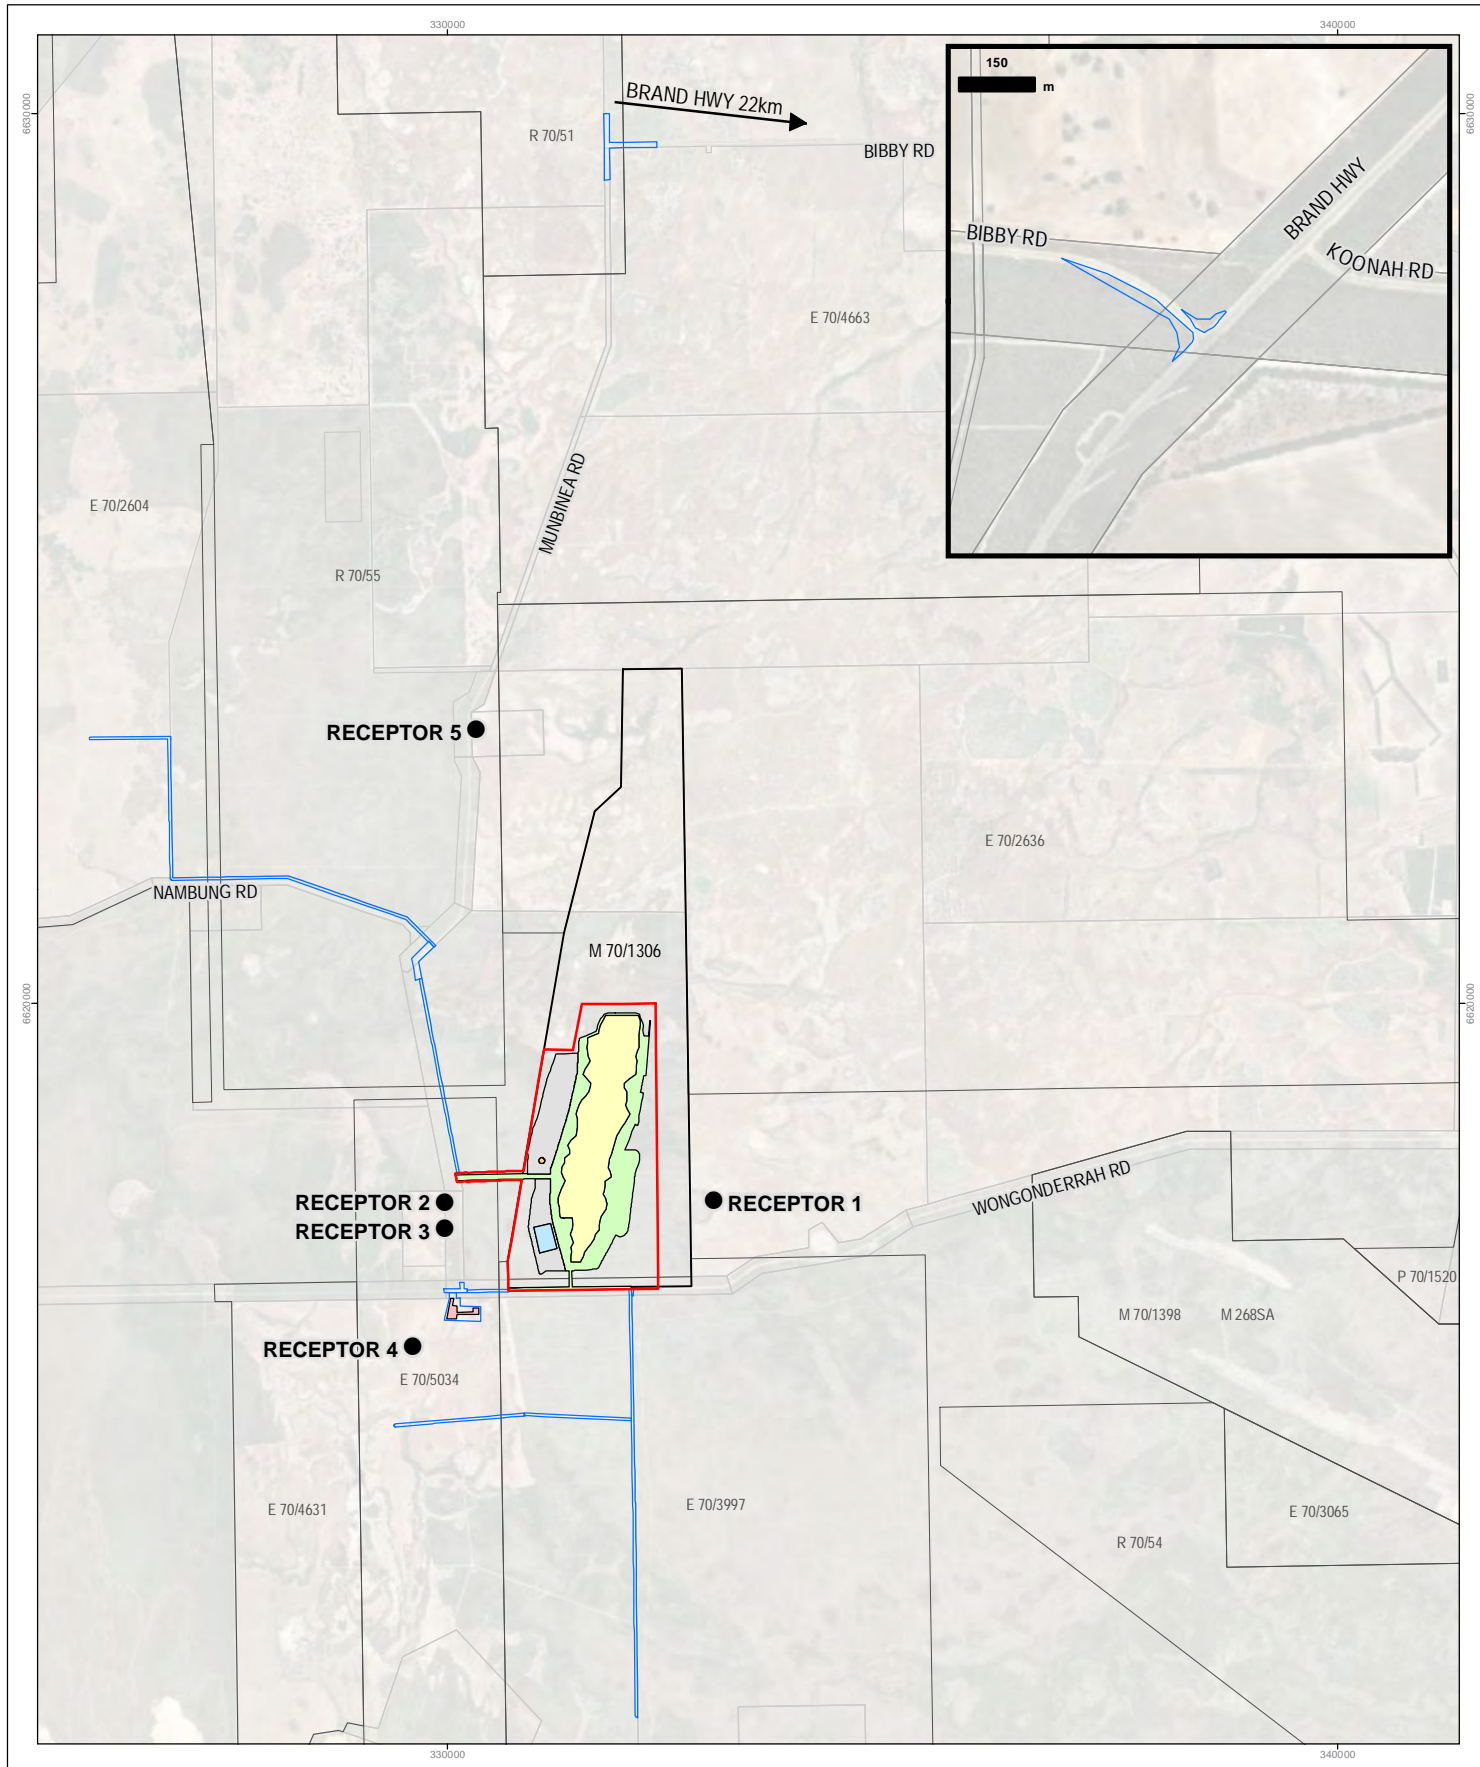 330000
340000
6630000
6630000
150
m
BRAND HWY 22km
R 70/51
BIBBY RD
BRAND HWY
BIBBY RD
KOONAH RD
E 70/4663
MUNBINEA RD
E 70/2604
R 70/55
RECEPTOR 5
E 70/2636
NAMBUNG RD
M 70/1306
6620000
6620000
WONGONDERRAH RD
RECEPTOR 2
RECEPTOR 1
RECEPTOR 3
P 70/1520
M 70/1398
M 268SA
RECEPTOR 4
E 70/5034
E 70/4631
E 70/3997
E 70/3065
R 70/54
330000
340000